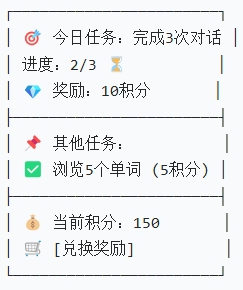 🎯 今日任务：完成3次对话
进度：2/3 ⏳
💎 奖励：10积分
📌 其他任务：
✅ 浏览5个单词 (5积分)
💰 当前积分：150
🛒 [兑换奖励]